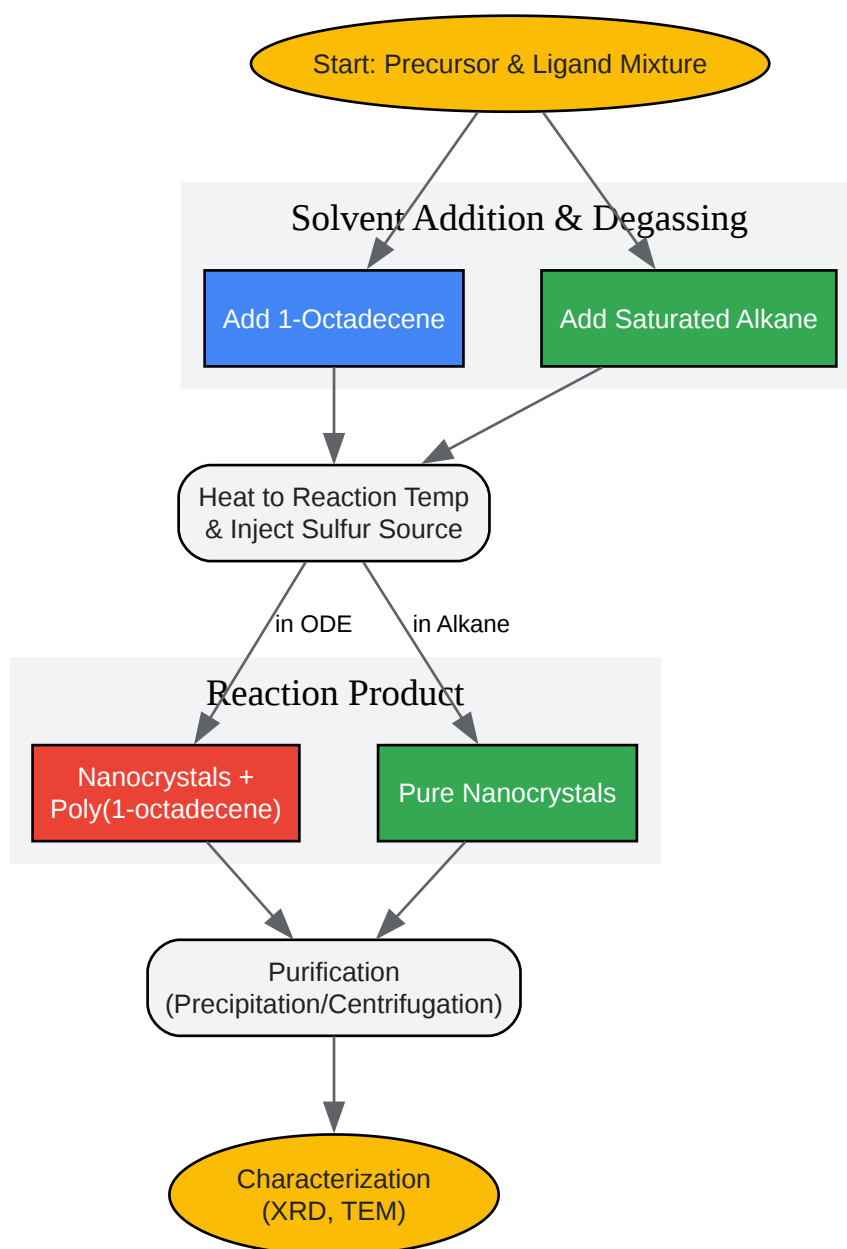 Start: Precursor & Ligand Mixture
Solvent Addition & Degassing
Add 1-Octadecene
Add Saturated Alkane
Heat to Reaction Temp
& Inject Sulfur Source
in ODE
in Alkane
Reaction Product
Nanocrystals +
Poly(1-octadecene)
Pure Nanocrystals
Purification
(Precipitation/Centrifugation)
Characterization
(XRD, TEM)